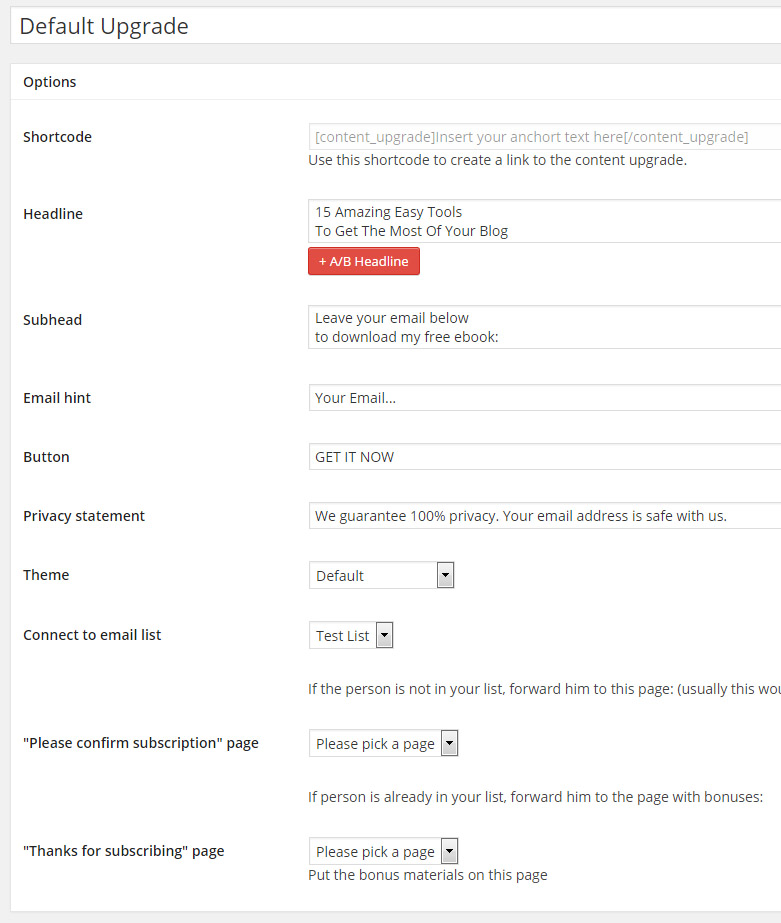 Default Upgrade
Options
Shortcode
[content_upgrade]Insert your anchort text here[/content_upgrade]
Use this shortcode to create a link to the content upgrade.
Headline
15 Amazing Easy Tools
To Get The Most Of Your Blog
+ A/B Headline
Subhead
Leave your email below
to download my free ebook:
Email hint
Your Email...
Button
GET IT NOW
Privacy statement
We guarantee 100% privacy. Your email address is safe with us.
Theme
Default
Connect to email list
Test List
If the person is not in your list, forward him to this page: (usually this
"Please confirm subscription" page
Please pick a page
If person is already in your list, forward him to the page with bonuses:
"Thanks for subscribing" page
Please pick a page
Put the bonus materials on this page